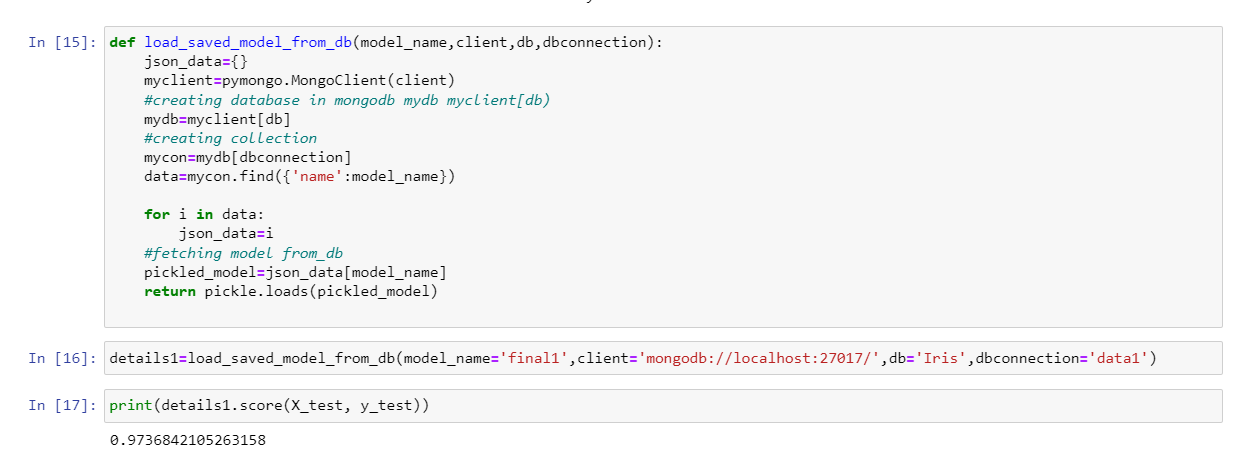 In [15]: def load_saved_model_from_db(model_name,client,db,dbconnection):
    json_data={}
    myclient=pymongo.MongoClient(client)
    #creating database in mongodb mydb myclient[db)
    mydb=myclient[db]
    #creating collection
    mycon=mydb[dbconnection]
    data=mycon.find({'name':model_name})
    for i in data:
        json_data=i
    #fetching model from_db
    pickled_model=json_data[model_name]
    return pickle.loads(pickled_model)
In [16]: details1=load_saved_model_from_db(model_name='final1',client='mongodb://localhost:27017/',db='Iris',dbconnection='data1')
In [17]: print(details1.score(X_test, y_test))
0.9736842105263158